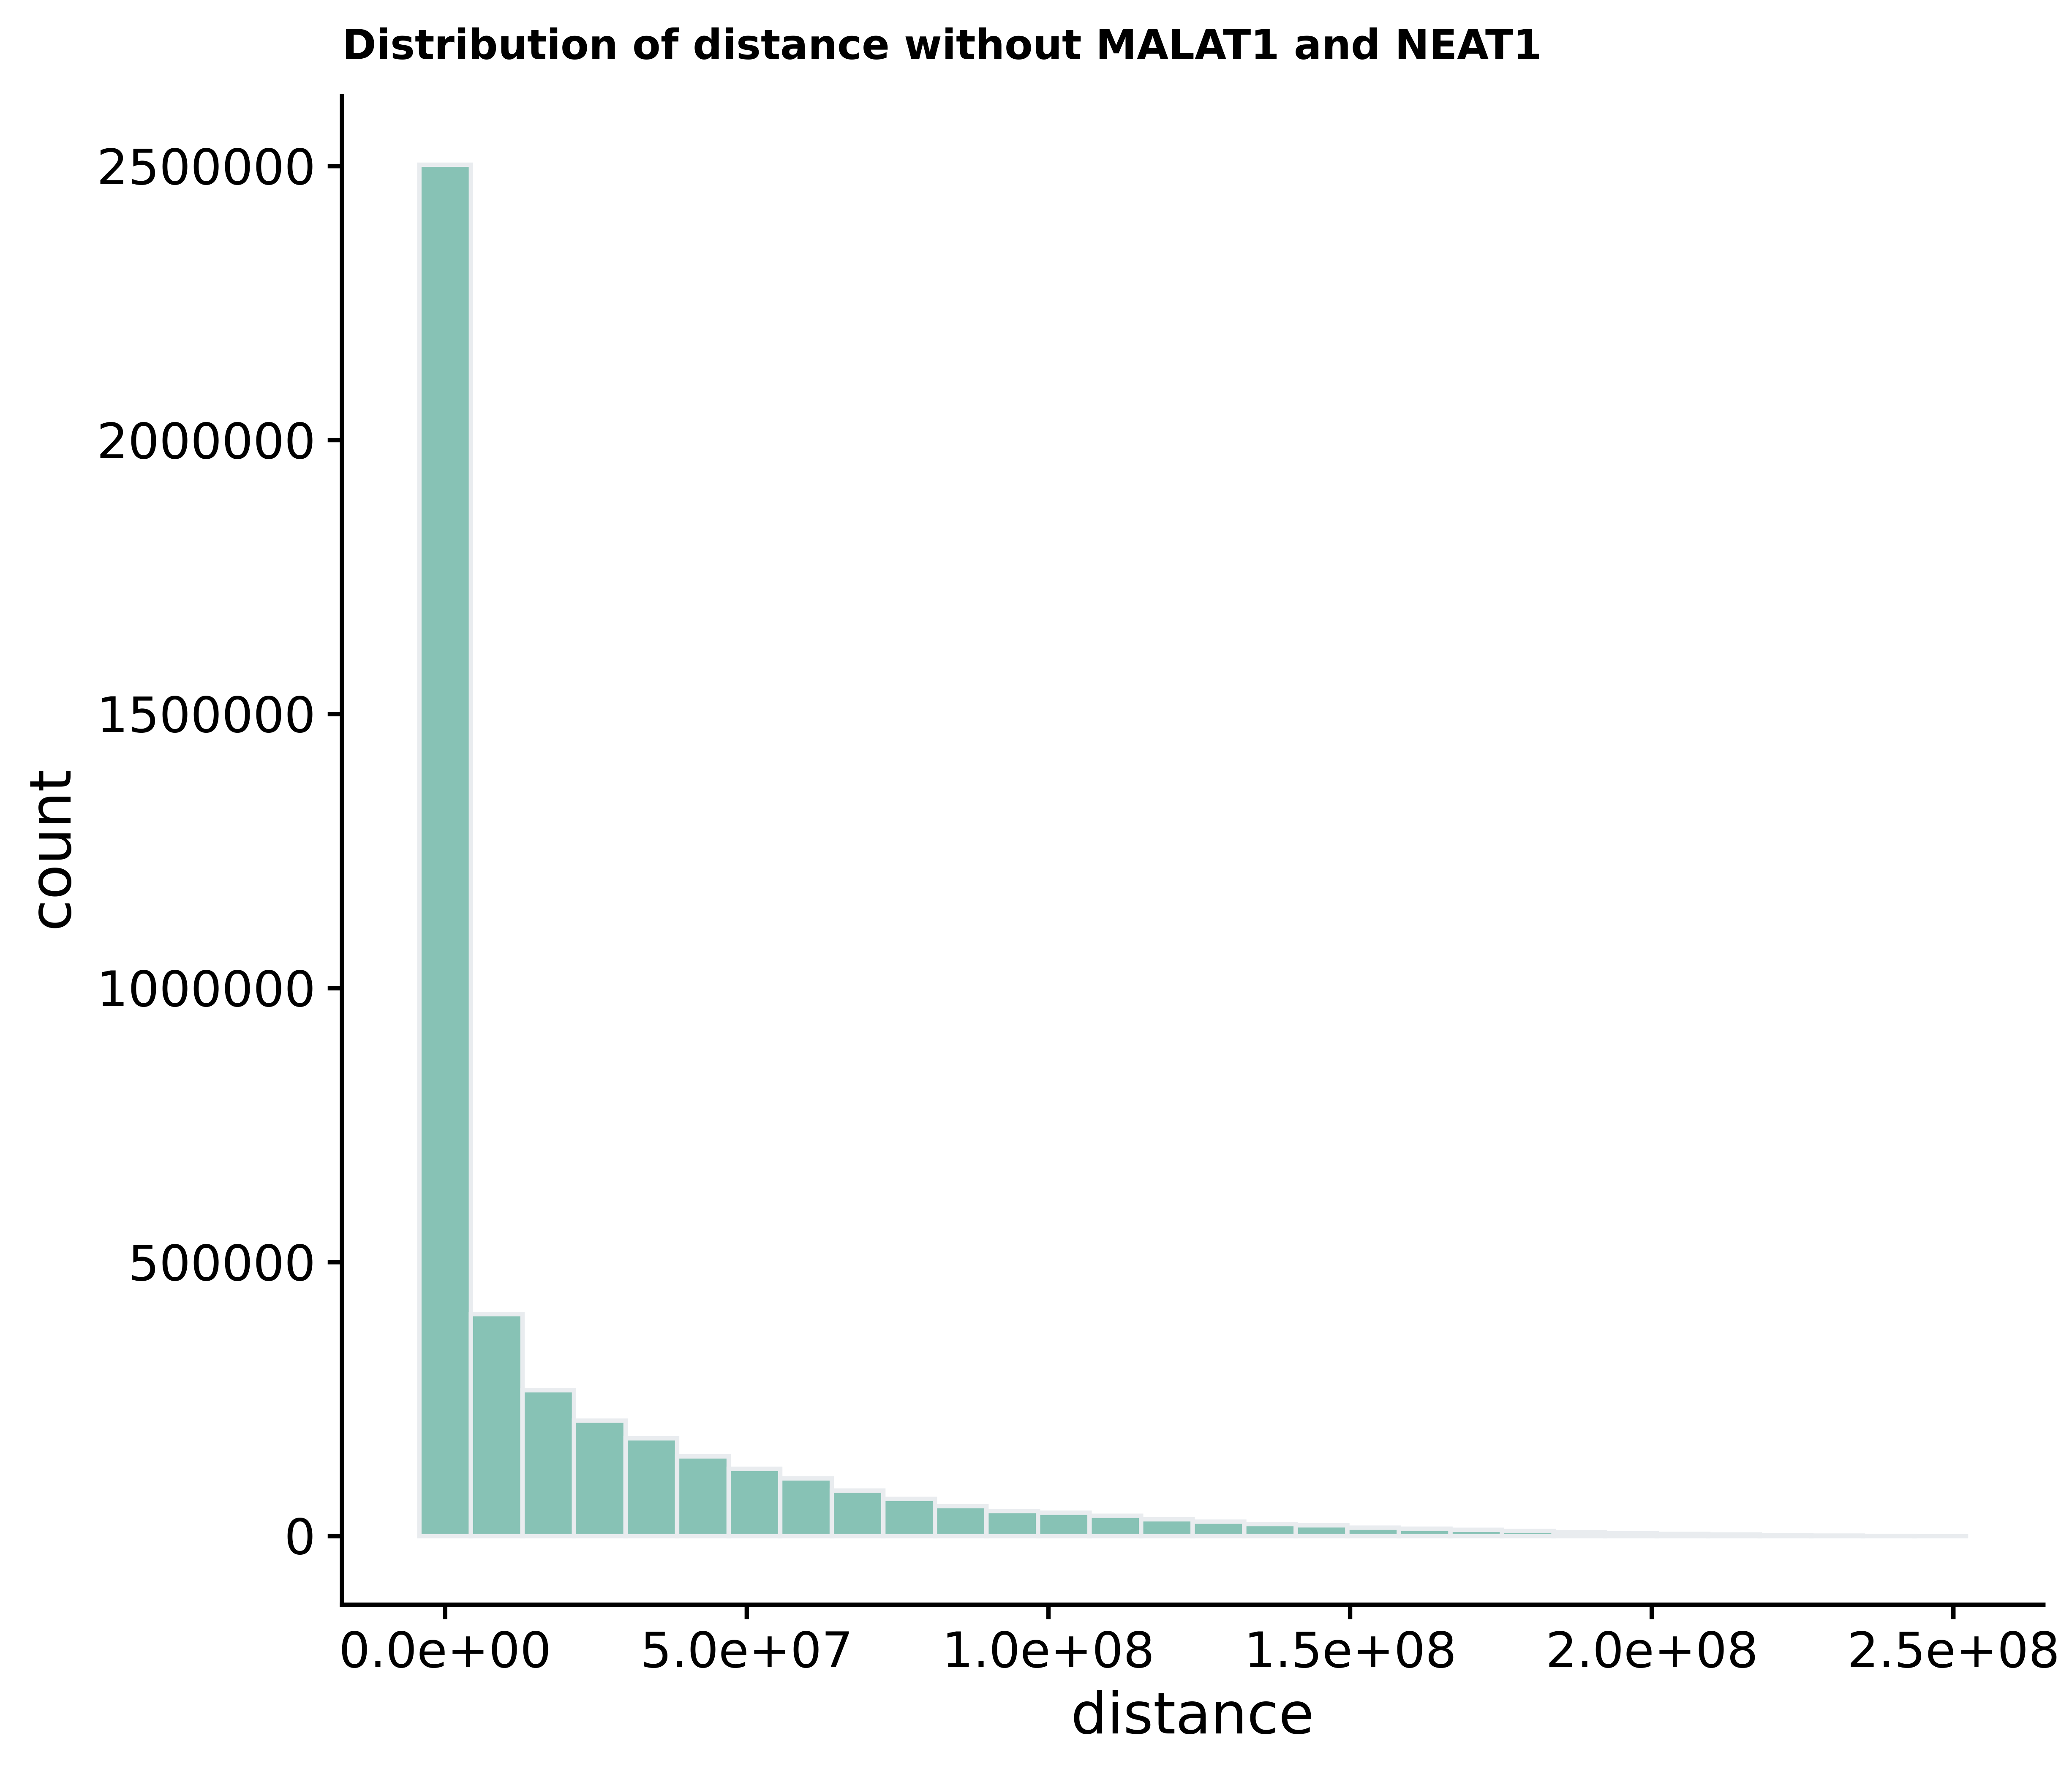 Distribution of distance without MALAT1 and NEAT1
2500000
2000000
1500000
1000000
500000
0
count
0.0e+00 5.0e+07 1.0e+08 1.5e+08 2.0e+08 2.5e+08
distance